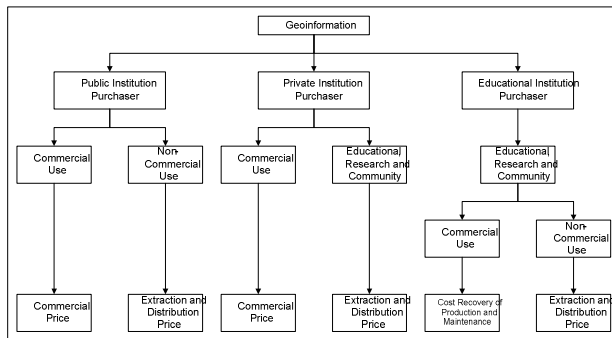 Geoinformation
Public Institution
Purchaser
Private Institution
Purchaser
Educational Institution
Purchaser
Commercial
Use
Non-
Commercial
Use
Commercial
Use
Educational,
Research and
Community
Educational,
Research and
Community
Commercial
Use
Non-
Commercial
Use
Commercial
Price
Extraction and
Distribution
Price
Commercial
Price
Extraction and
Distribution
Price
Cost Recovery of
Production and
Maintenance
Extraction and
Distribution
Price